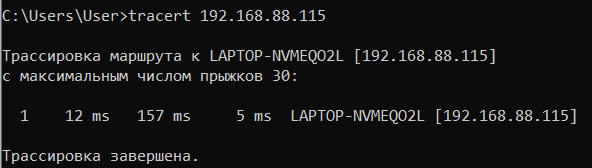 C:\Users\User>tracert 192.168.88.115
Трассировка маршрута к LAPTOP-NVMEQO2L [192.168.88.115]
с максимальным числом прыжков 30:
1 12 ms 157 ms 5 ms LAPTOP-NVMEQO2L [192.168.88.115]
Трассировка завершена.